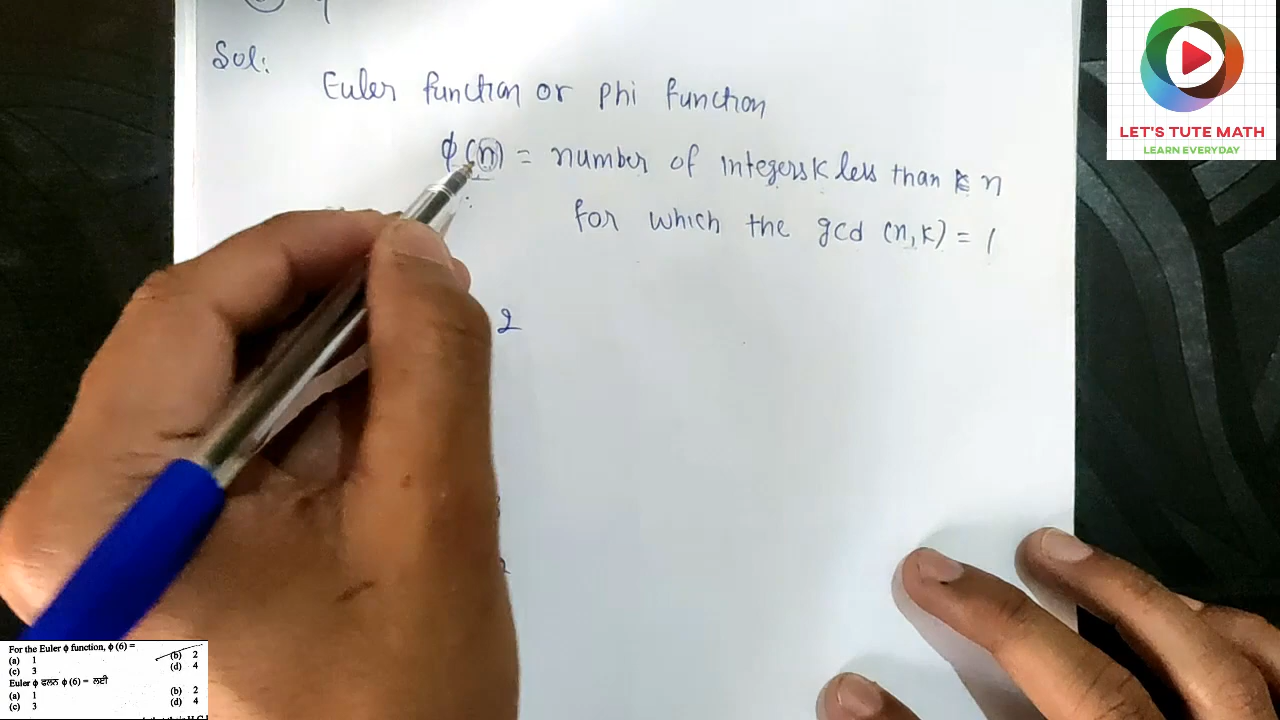 Sol:
Euler function or Phi function
ϕ(n) = number of integers k less than n
for which the gcd (n,k) = 1
2
LET'S TUTE MATH
LEARN EVERYDAY
For the Euler ϕ function, ϕ (6) =
(a) 1 (b) 2
(c) 3 (d) 4
Euler ϕ ਫਲਨ ϕ (6) = ਲਈ
(a) 1 (b) 2
(c) 3 (d) 4